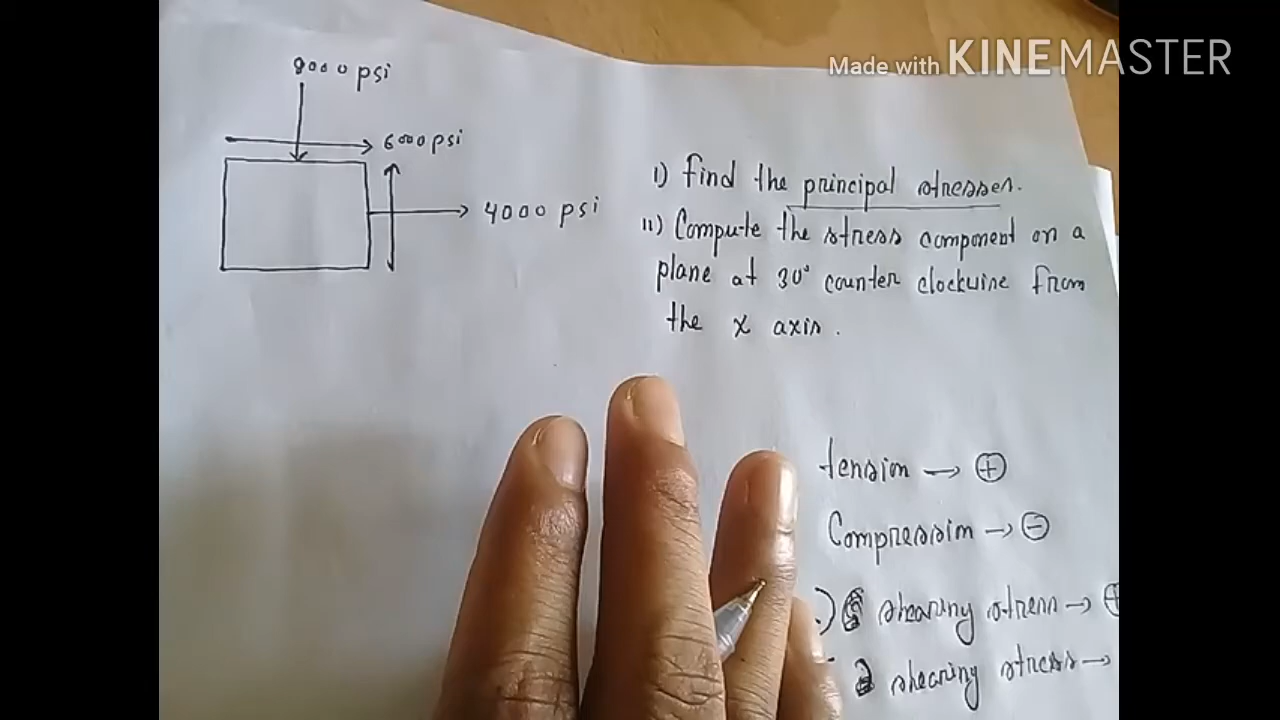 Made with KINEMASTER
8000 psi
6000 psi
4000 psi
I) Find the principal stresses.
II) Compute the stress component on a
plane at 30° counter clockwise from
the x axis.
tension → +
Compression → -
shearing stress → +
shearing stress →